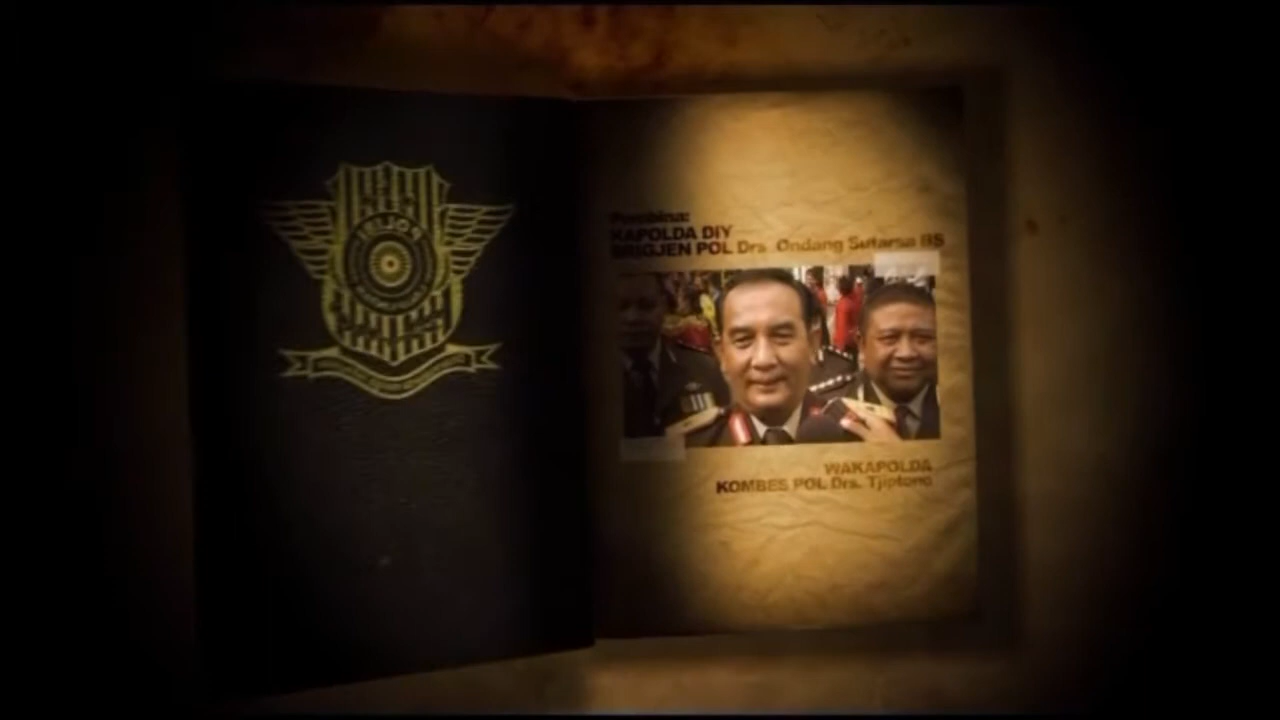 Pembina:
KAPOLDA DIY
BRIGJEN POL Drs. Ondang Sutarsa BS
WAKAPOLDA
KOMBES POL Drs. Tjiptono